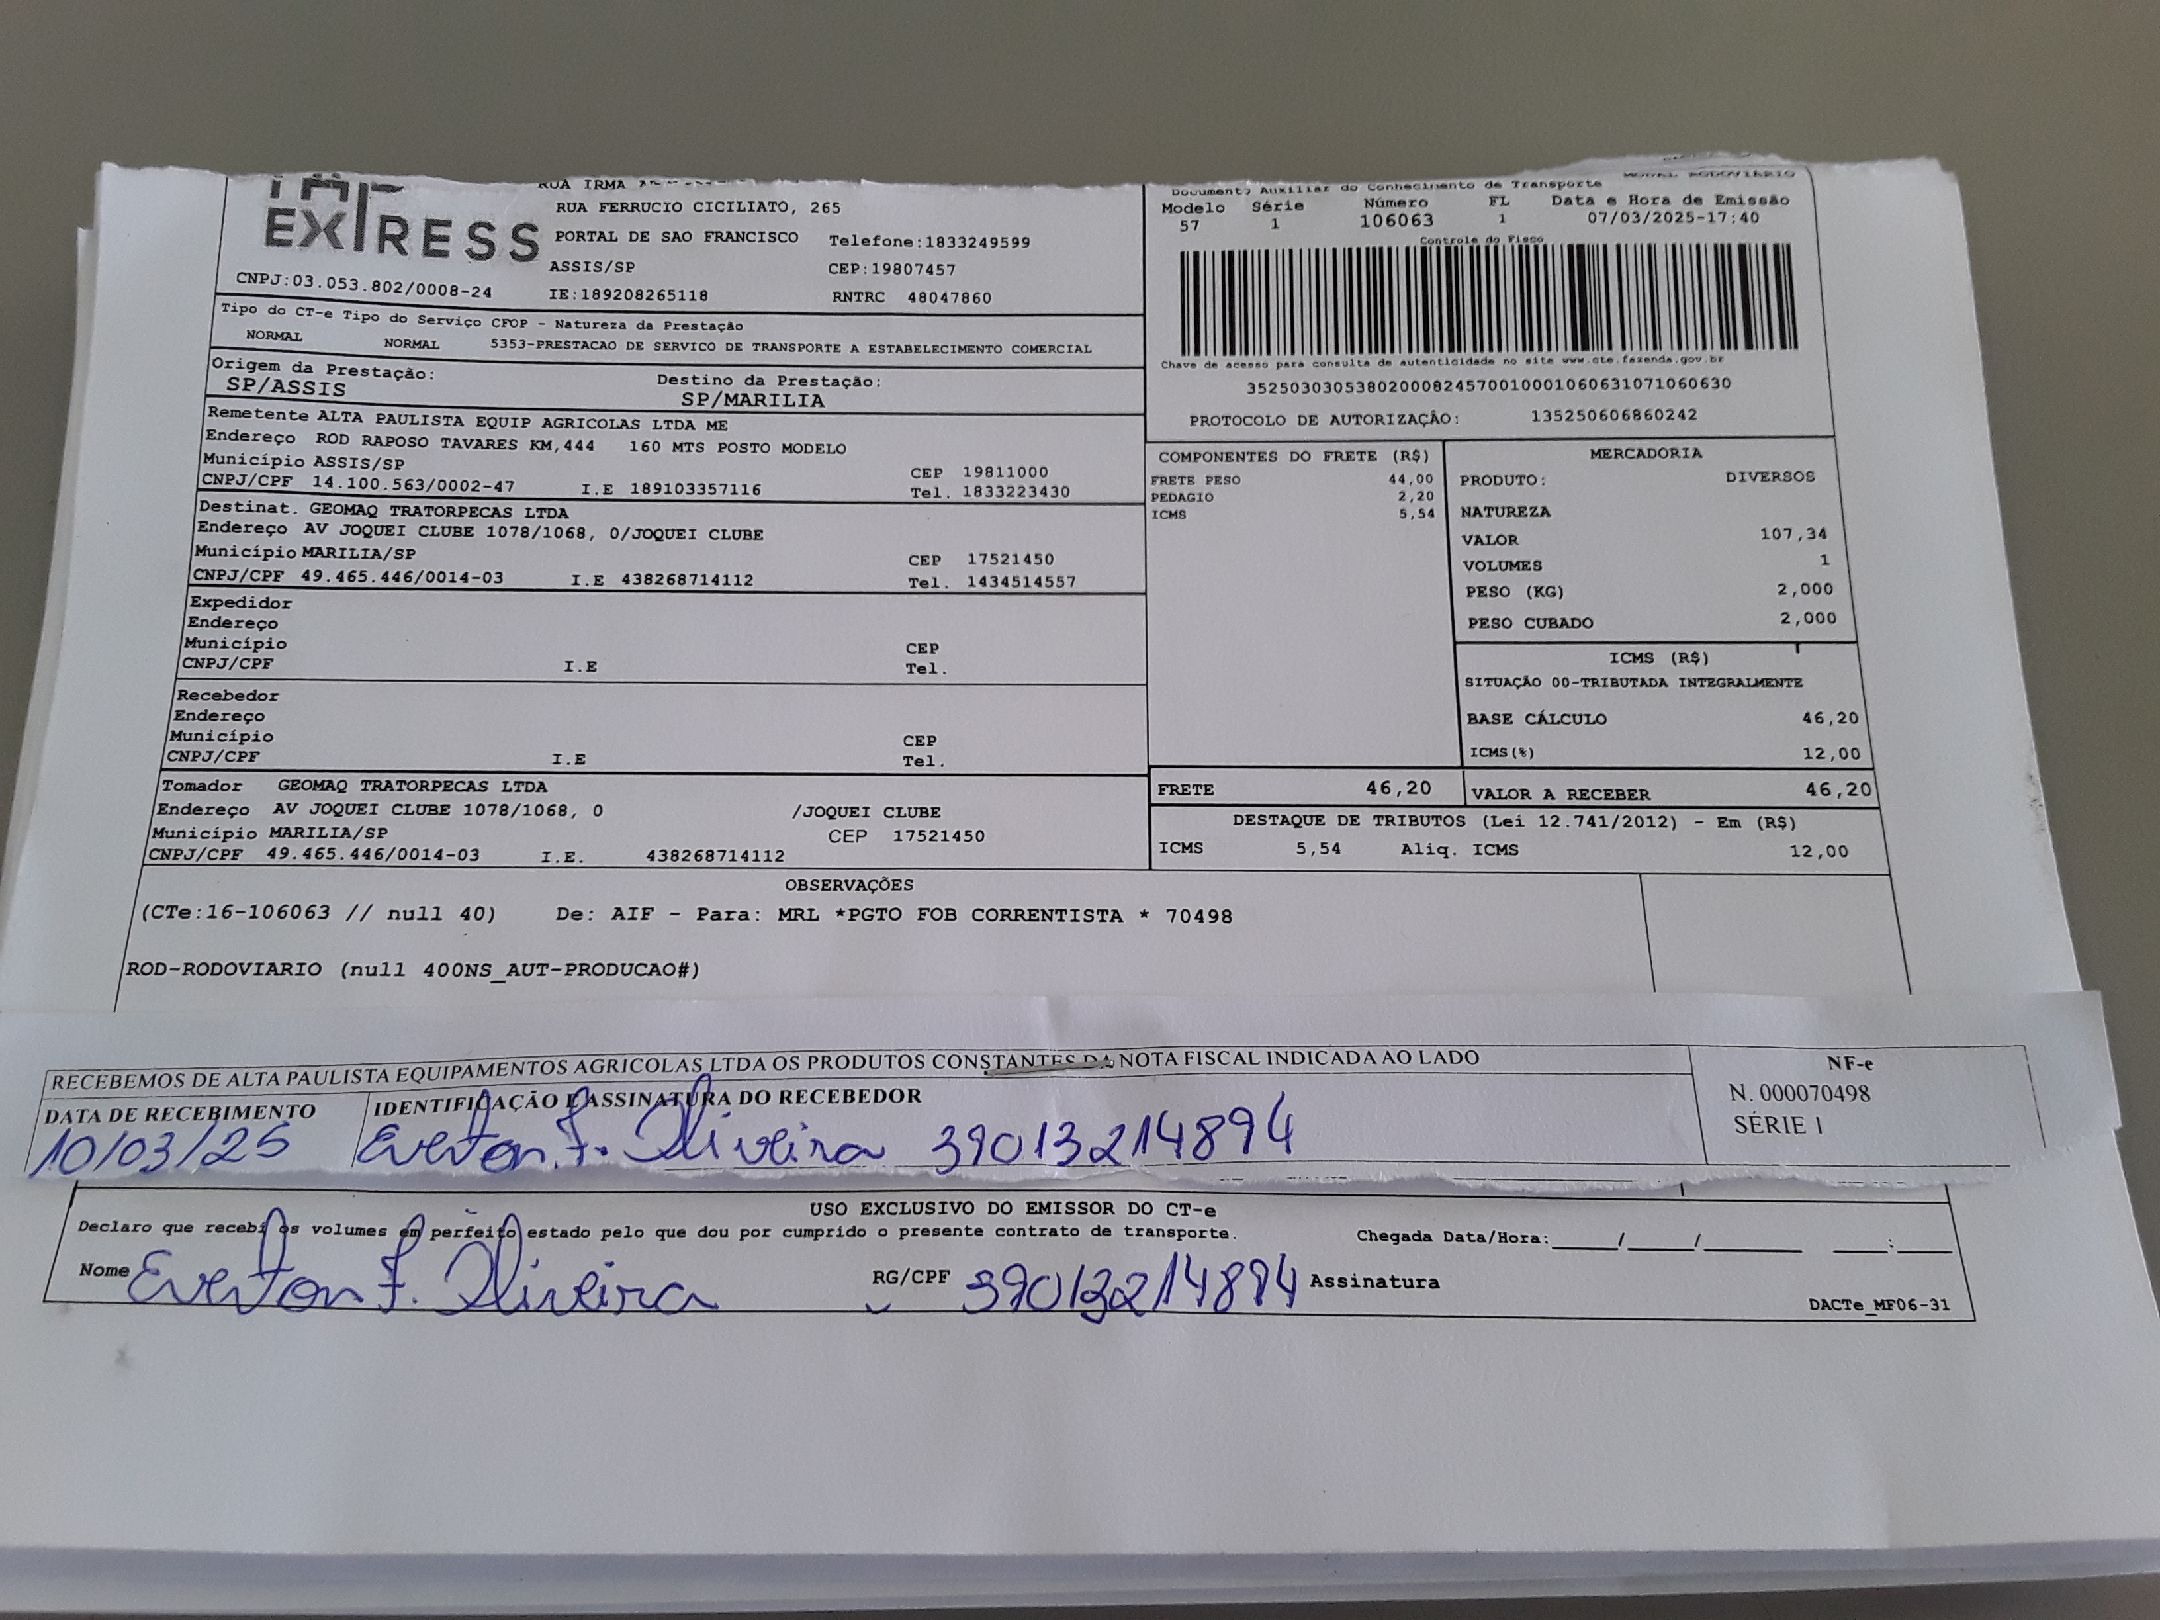 EXPRESS
RUA IRMA
RUA FERRUCIO CICILIATO, 265
PORTAL DE SAO FRANCISCO Telefone:1833249599
ASSIS/SP CEP:19807457
CNPJ:03.053.802/0008-24 IE:189208265118 RNTRC 48047860
Document, Auxiliar do Conhecimento de Transporte
MODAL RODOVIÁRIO
Modelo Série Número FL Data e Hora de Emissão
57 1 106063 1 07/03/2025-17:40
Controle do Fisco
Chave de acesso para consulta de autenticidade no site www.cte.fazenda.gov.br
35250303053802000824570010001060631071060630
PROTOCOLO DE AUTORIZAÇÃO: 135250606860242
Tipo do CT-e Tipo do Serviço CFOP - Natureza da Prestação
NORMAL NORMAL 5353-PRESTACAO DE SERVICO DE TRANSPORTE A ESTABELECIMENTO COMERCIAL
Origem da Prestação: Destino da Prestação:
SP/ASSIS SP/MARILIA
Remetente ALTA PAULISTA EQUIP AGRICOLAS LTDA ME
Endereço ROD RAPOSO TAVARES KM,444 160 MTS POSTO MODELO
Município ASSIS/SP CEP 19811000
CNPJ/CPF 14.100.563/0002-47 I.E 189103357116 Tel. 1833223430
Destinat. GEOMAQ TRATORPECAS LTDA
Endereço AV JOQUEI CLUBE 1078/1068, 0/JOQUEI CLUBE
Município MARILIA/SP CEP 17521450
CNPJ/CPF 49.465.446/0014-03 I.E 438268714112 Tel. 1434514557
Expedidor
Endereço
Município CEP
CNPJ/CPF I.E Tel.
Recebedor
Endereço
Município CEP
CNPJ/CPF I.E Tel.
Tomador GEOMAQ TRATORPECAS LTDA
Endereço AV JOQUEI CLUBE 1078/1068, 0 /JOQUEI CLUBE
Município MARILIA/SP CEP 17521450
CNPJ/CPF 49.465.446/0014-03 I.E. 438268714112
COMPONENTES DO FRETE (R$)
FRETE PESO 44,00
PEDAGIO 2,20
ICMS 5,54
MERCADORIA
PRODUTO: DIVERSOS
NATUREZA
VALOR 107,34
VOLUMES 1
PESO (KG) 2,000
PESO CUBADO 2,000
ICMS (R$)
SITUAÇÃO 00-TRIBUTADA INTEGRALMENTE
BASE CÁLCULO 46,20
ICMS(%) 12,00
FRETE 46,20 VALOR A RECEBER 46,20
DESTAQUE DE TRIBUTOS (Lei 12.741/2012) - Em (R$)
ICMS 5,54 Aliq. ICMS 12,00
OBSERVAÇÕES
(CTe:16-106063 // null 40) De: AIF - Para: MRL *PGTO FOB CORRENTISTA * 70498
ROD-RODOVIARIO (null 400NS_AUT-PRODUCAO#)
RECEBEMOS DE ALTA PAULISTA EQUIPAMENTOS AGRICOLAS LTDA OS PRODUTOS CONSTANTES DA NOTA FISCAL INDICADA AO LADO
NF-e
N. 000070498
SÉRIE 1
DATA DE RECEBIMENTO IDENTIFICAÇÃO E ASSINATURA DO RECEBEDOR
10/03/25 Everton F. Oliveira 39013214894
USO EXCLUSIVO DO EMISSOR DO CT-e
Declaro que recebi os volumes em perfeito estado pelo que dou por cumprido o presente contrato de transporte. Chegada Data/Hora:____/____/______ ___:___
Nome Everton F. Oliveira RG/CPF 39013214894 Assinatura
DACTe_MF06-31